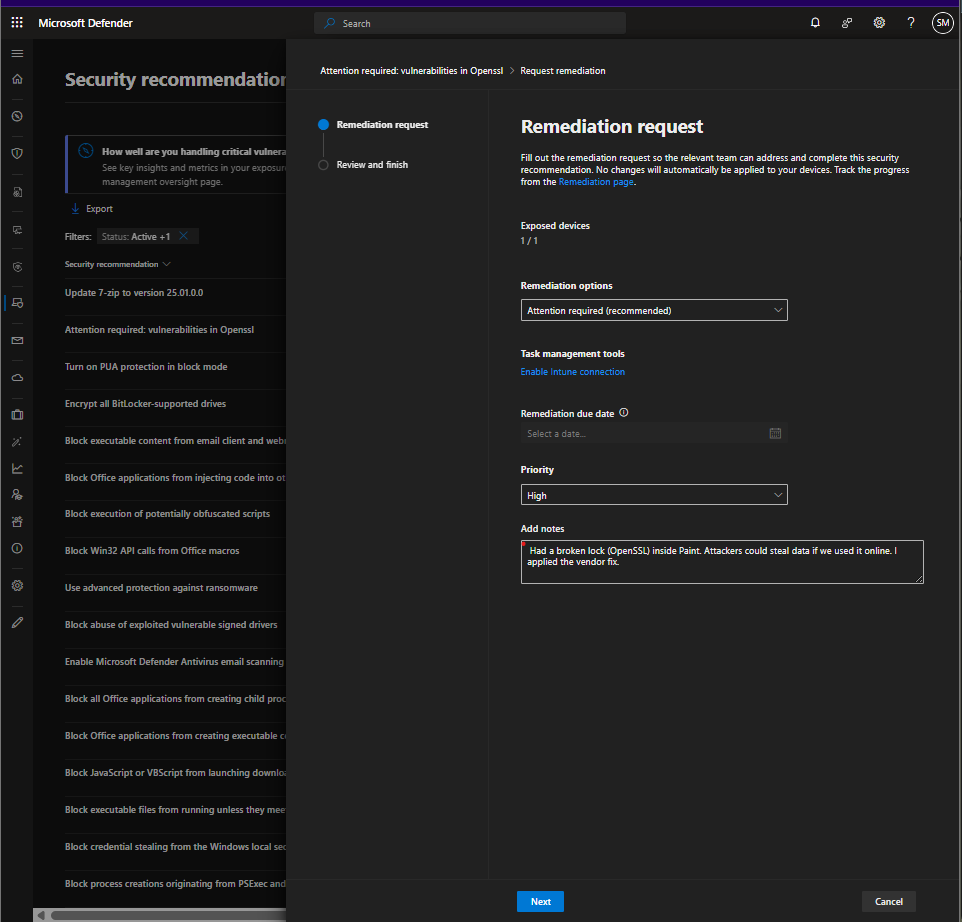 Microsoft Defender
Search
SM
Security recommendation
How well are you handling critical vulnera
See key insights and metrics in your exposure
management oversight page.
Export
Filters: Status: Active +1
Security recommendation
Update 7-zip to version 25.01.0.0
Attention required: vulnerabilities in Openssl
Turn on PUA protection in block mode
Encrypt all BitLocker-supported drives
Block executable content from email client and webm
Block Office applications from injecting code into ot
Block execution of potentially obfuscated scripts
Block Win32 API calls from Office macros
Use advanced protection against ransomware
Block abuse of exploited vulnerable signed drivers
Enable Microsoft Defender Antivirus email scanning
Block all Office applications from creating child proc
Block Office applications from creating executable c
Block JavaScript or VBScript from launching downloa
Block executable files from running unless they mee
Block credential stealing from the Windows local sec
Block process creations originating from PSExec and
Attention required: vulnerabilities in Openssl > Request remediation
Remediation request
Review and finish
Remediation request
Fill out the remediation request so the relevant team can address and complete this security
recommendation. No changes will automatically be applied to your devices. Track the progress
from the Remediation page.
Exposed devices
1 / 1
Remediation options
Attention required (recommended)
Task management tools
Enable Intune connection
Remediation due date
Select a date...
Priority
High
Add notes
Had a broken lock (OpenSSL) inside Paint. Attackers could steal data if we used it online. I
applied the vendor fix.
Next
Cancel